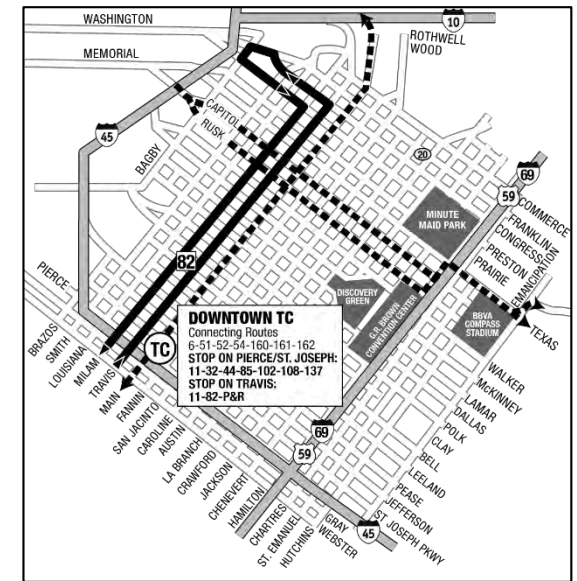 WASHINGTON
MEMORIAL
10
ROTHWELL
WOOD
45
CAPITOL
RUSK
BAGBY
20
69
59
MINUTE
MAID PARK
COMMERCE
FRANKLIN
CONGRESS
PRESTON
PRAIRIE
EMANCIPATION
TEXAS
DISCOVERY
GREEN
G.R. BROWN
CONVENTION CENTER
BBVA
COMPASS
STADIUM
82
PIERCE
BRAZOS
SMITH
LOUISIANA
MILAM
TRAVIS
MAIN
FANNIN
SAN JACINTO
CAROLINE
AUSTIN
LA BRANCH
CRAWFORD
JACKSON
CHENEVERT
HAMILTON
CHARTRES
ST. EMANUEL
HUTCHINS
TC
DOWNTOWN TC
Connecting Routes
6-51-52-54-160-161-162
STOP ON PIERCE/ST. JOSEPH:
11-32-44-85-102-108-137
STOP ON TRAVIS:
11-82-P&R
WALKER
McKINNEY
LAMAR
DALLAS
POLK
CLAY
BELL
LEELAND
PEASE
JEFFERSON
ST JOSEPH PKWY
GRAY
WEBSTER
69
59
45